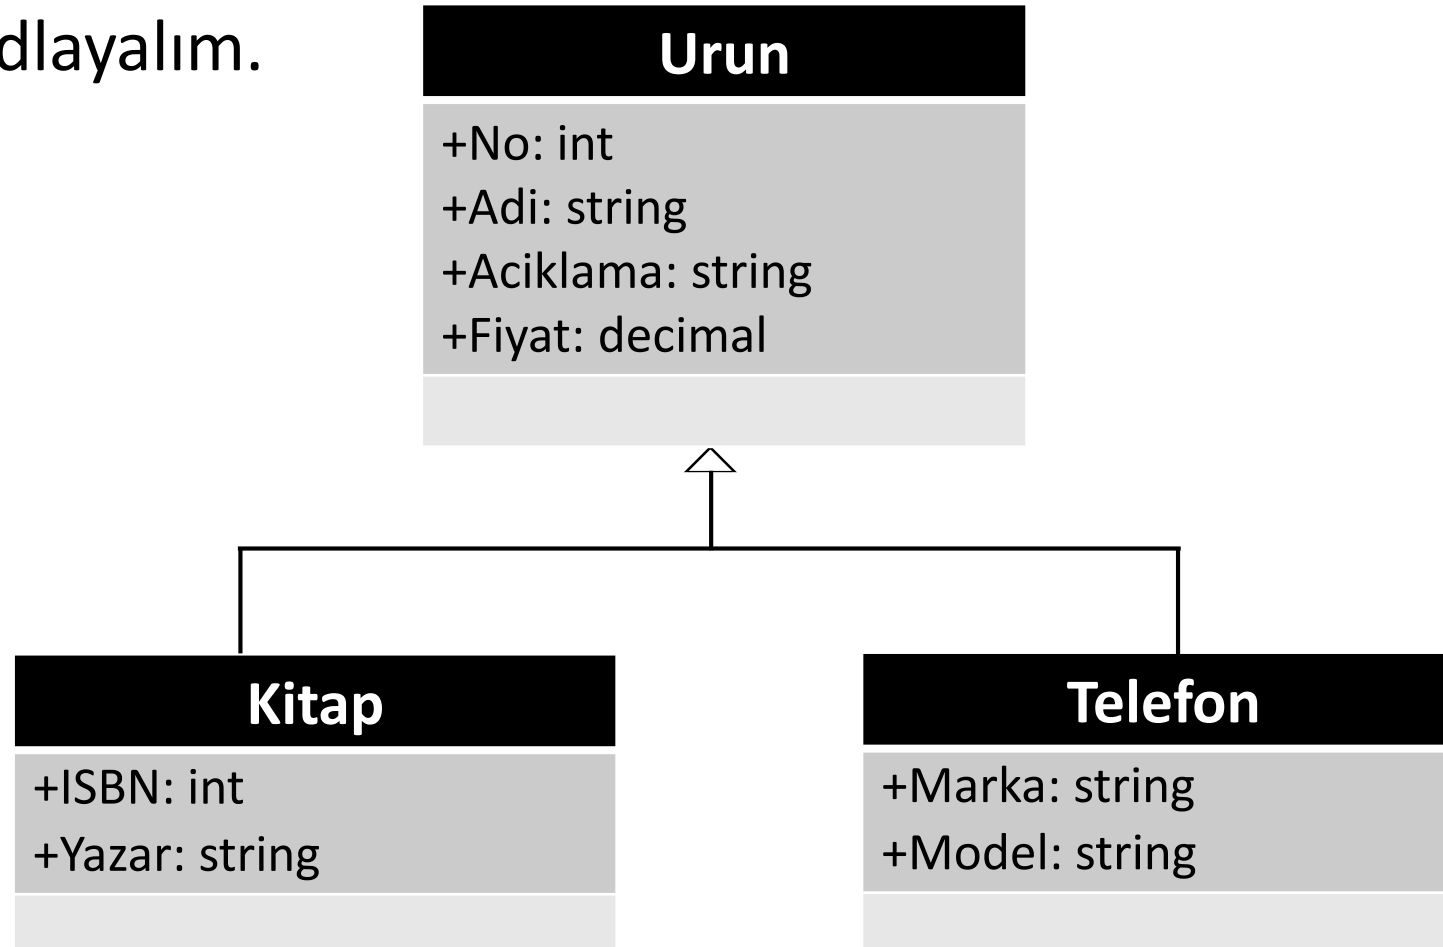 dlayalım.
Urun
+No: int
+Adi: string
+Aciklama: string
+Fiyat: decimal
Kitap
+ISBN: int
+Yazar: string
Telefon
+Marka: string
+Model: string